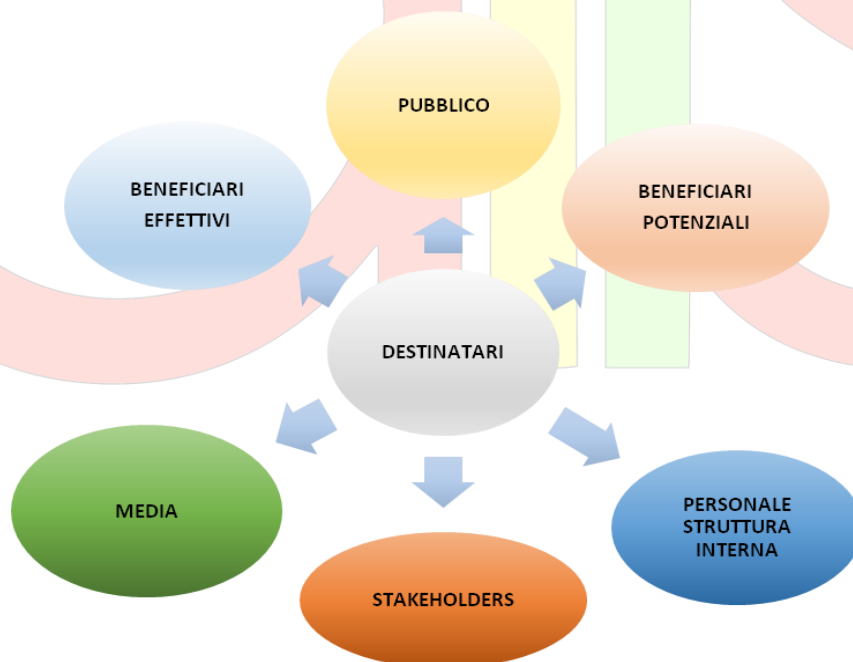 PUBBLICO
BENEFICIARI
EFFETTIVI
BENEFICIARI
POTENZIALI
DESTINATARI
MEDIA
PERSONALE
STRUTTURA
INTERNA
STAKEHOLDERS